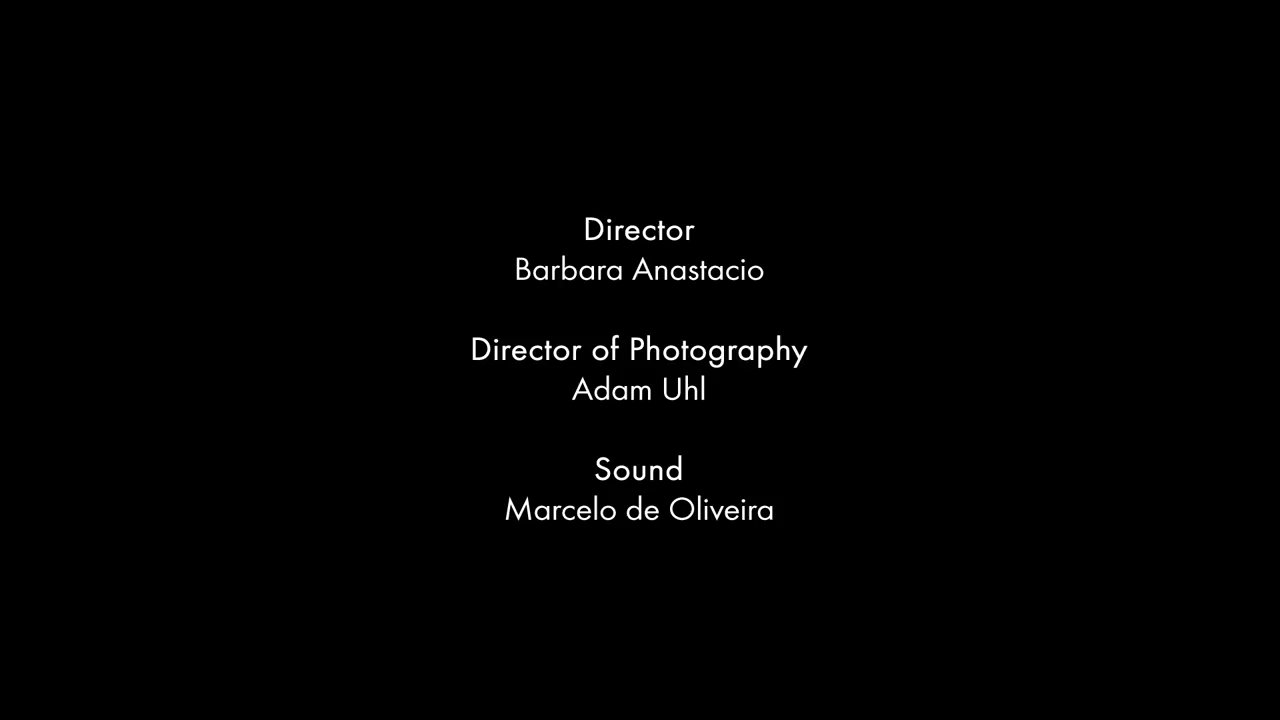 Director
Barbara Anastacio
Director of Photography
Adam Uhl
Sound
Marcelo de Oliveira